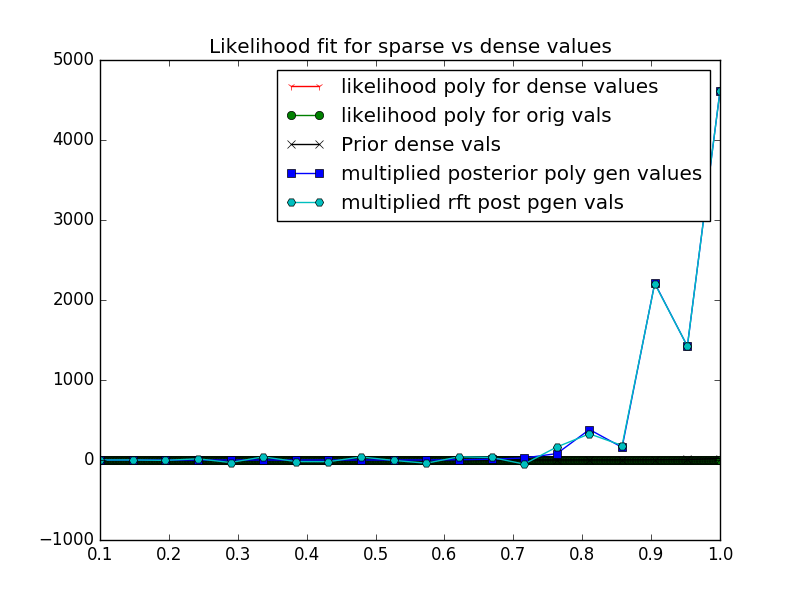 Likelihood fit for sparse vs dense values
5000
4000
3000
2000
1000
0
−1000
likelihood poly for dense values
likelihood poly for orig vals
Prior dense vals
multiplied posterior poly gen values
multiplied rft post pgen vals
0.1 0.2 0.3 0.4 0.5 0.6 0.7 0.8 0.9 1.0